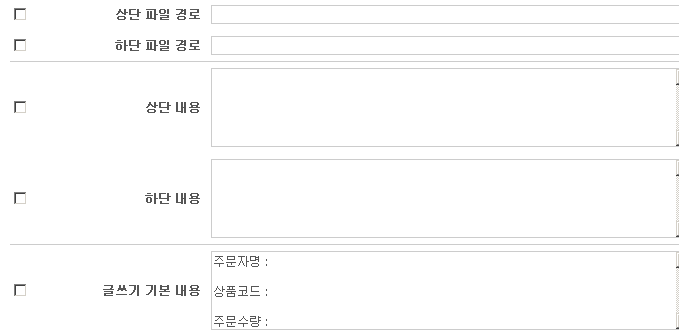 상단 파일 경로
하단 파일 경로
상단 내용
하단 내용
글쓰기 기본 내용
주문자명 :
상품코드 :
주문수량 :